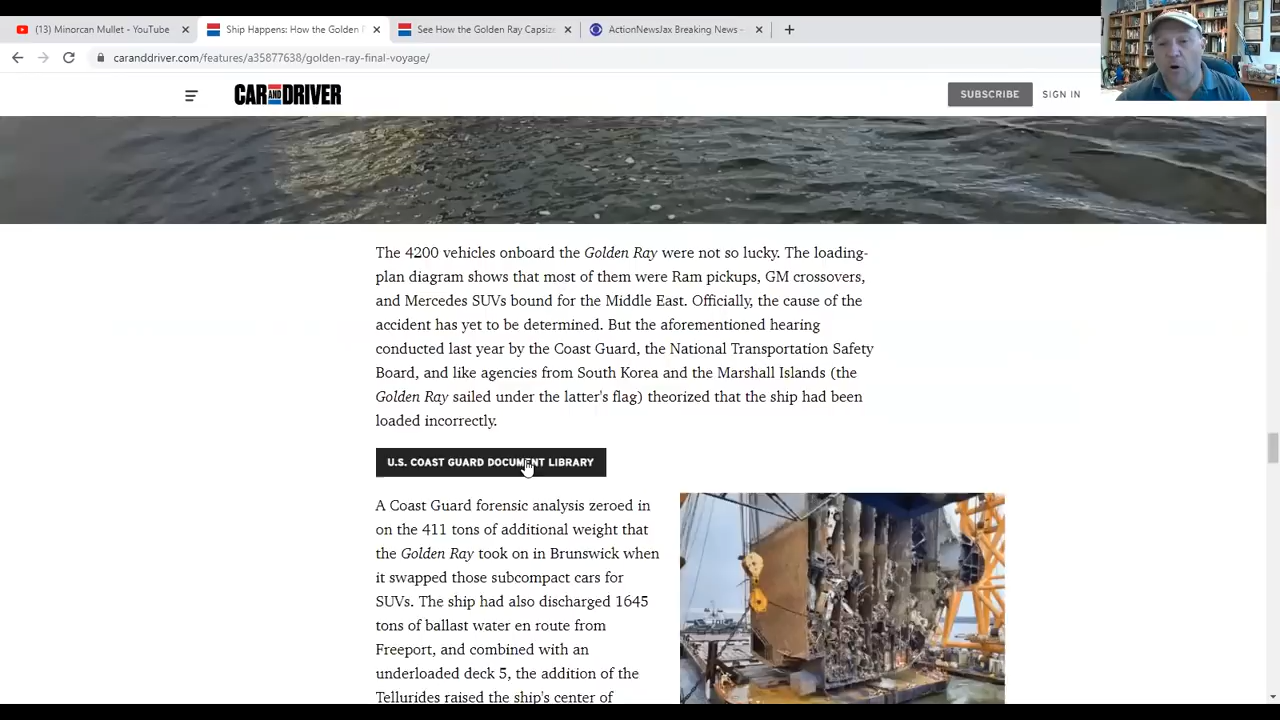 (13) Minorcan Mullet - YouTube
Ship Happens: How the Golden
See How the Golden Ray Capsize
ActionNewsJax Breaking News –
caranddriver.com/features/a35877638/golden-ray-final-voyage/
CAR AND DRIVER
SUBSCRIBE
SIGN IN
The 4200 vehicles onboard the Golden Ray were not so lucky. The loading-
plan diagram shows that most of them were Ram pickups, GM crossovers,
and Mercedes SUVs bound for the Middle East. Officially, the cause of the
accident has yet to be determined. But the aforementioned hearing
conducted last year by the Coast Guard, the National Transportation Safety
Board, and like agencies from South Korea and the Marshall Islands (the
Golden Ray sailed under the latter's flag) theorized that the ship had been
loaded incorrectly.
U.S. COAST GUARD DOCUMENT LIBRARY
A Coast Guard forensic analysis zeroed in
on the 411 tons of additional weight that
the Golden Ray took on in Brunswick when
it swapped those subcompact cars for
SUVs. The ship had also discharged 1645
tons of ballast water en route from
Freeport, and combined with an
underloaded deck 5, the addition of the
Tellurides raised the ship's center of